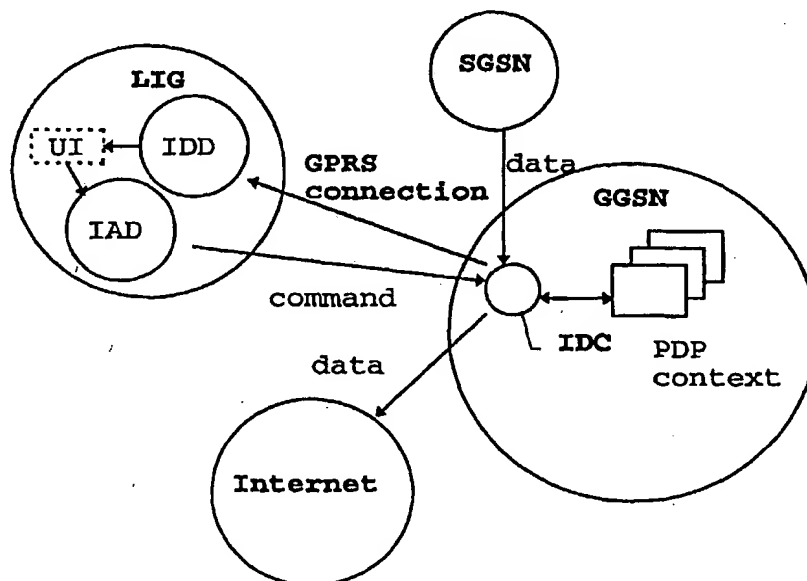 LIG
SGSN
UI
IDD
IAD
GPRS
connection
data
GGSN
command
IDC
PDP
context
data
Internet